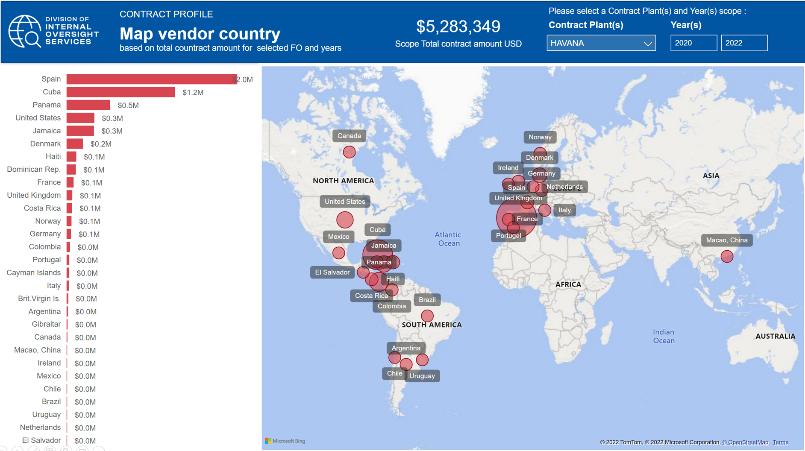 DIVISION OF
INTERNAL
OVERSIGHT
SERVICES
CONTRACT PROFILE
Map vendor country
based on total countract amount for selected FO and years
$5,283,349
Scope Total contract amount USD
Please select a Contract Plant(s) and Year(s) scope :
Contract Plant(s) Year(s)
HAVANA 2020 2022
Spain $2.0M
Cuba $1.2M
Panama $0.5M
United States $0.3M
Jamaica $0.3M
Denmark $0.2M
Haiti $0.1M
Dominican Rep. $0.1M
France $0.1M
United Kingdom $0.1M
Costa Rica $0.1M
Norway $0.1M
Germany $0.1M
Colombia $0.0M
Portugal $0.0M
Cayman Islands $0.0M
Italy $0.0M
Brit.Virgin Is. $0.0M
Argentina $0.0M
Gibraltar $0.0M
Canada $0.0M
Macao, China $0.0M
Ireland $0.0M
Mexico $0.0M
Chile $0.0M
Brazil $0.0M
Uruguay $0.0M
Netherlands $0.0M
El Salvador $0.0M
Canada
Norway
Denmark
Ireland
Germany
NORTH AMERICA
ASIA
Spain
Netherlands
United Kingdom
United States
Italy
France
Cuba
Portugal
Mexico
Atlantic
Ocean
Macao, China
Jamaica
Panama
El Salvador
Haiti
AFRICA
Costa Rica
Colombia
Brazil
SOUTH AMERICA
Indian
Ocean
AUSTRALIA
Argentina
Chile
Uruguay
Microsoft Bing
© 2022 TomTom, © 2022 Microsoft Corporation, © OpenStreetMap Terms